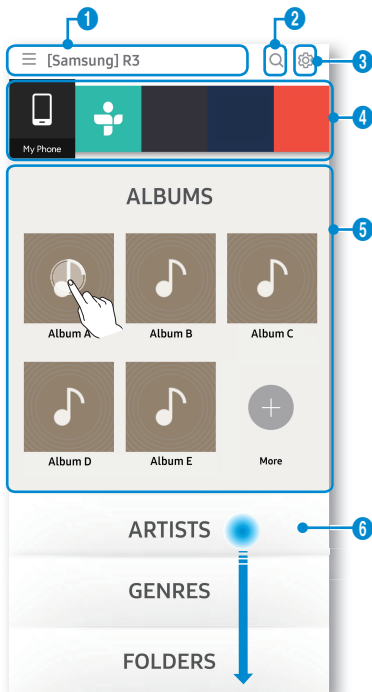 1
2
[Samsung] R3
3
4
My Phone
ALBUMS
5
Album A
Album B
Album C
Album D
Album E
More
ARTISTS
6
GENRES
FOLDERS